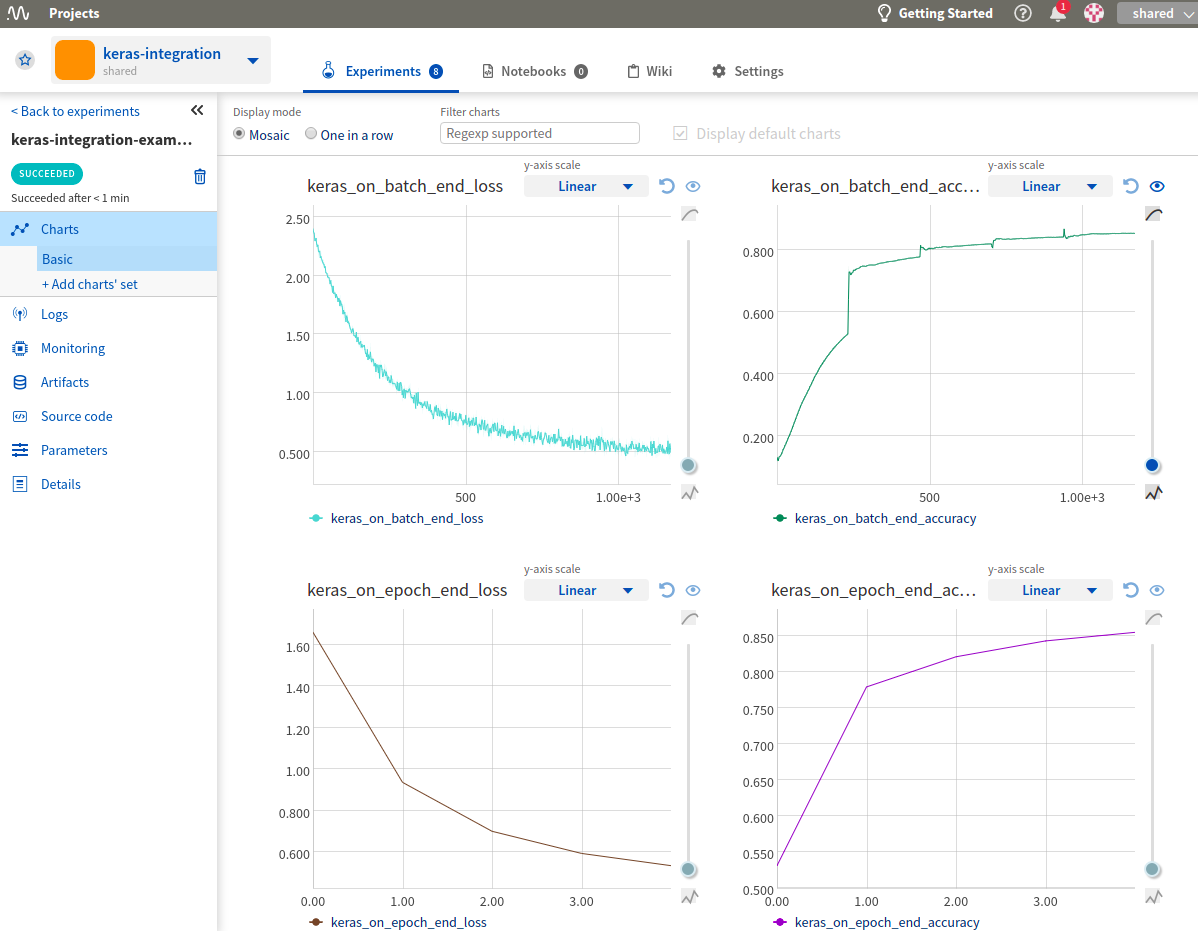 Projects
Getting Started
1
shared
keras-integration
shared
Experiments 8
Notebooks 0
Wiki
Settings
< Back to experiments
keras-integration-exam...
SUCCEEDED
Succeeded after < 1 min
Charts
Basic
+ Add charts' set
Logs
Monitoring
Artifacts
Source code
Parameters
Details
Display mode
Mosaic
One in a row
Filter charts
Regexp supported
Display default charts
keras_on_batch_end_loss
y-axis scale
Linear
2.50
2.00
1.50
1.00
0.500
500
1.00e+3
keras_on_batch_end_loss
keras_on_batch_end_acc...
y-axis scale
Linear
0.800
0.600
0.400
0.200
500
1.00e+3
keras_on_batch_end_accuracy
keras_on_epoch_end_loss
y-axis scale
Linear
1.60
1.40
1.20
1.00
0.800
0.600
0.00
1.00
2.00
3.00
keras_on_epoch_end_loss
keras_on_epoch_end_ac...
y-axis scale
Linear
0.850
0.800
0.750
0.700
0.650
0.600
0.550
0.500
0.00
1.00
2.00
3.00
keras_on_epoch_end_accuracy